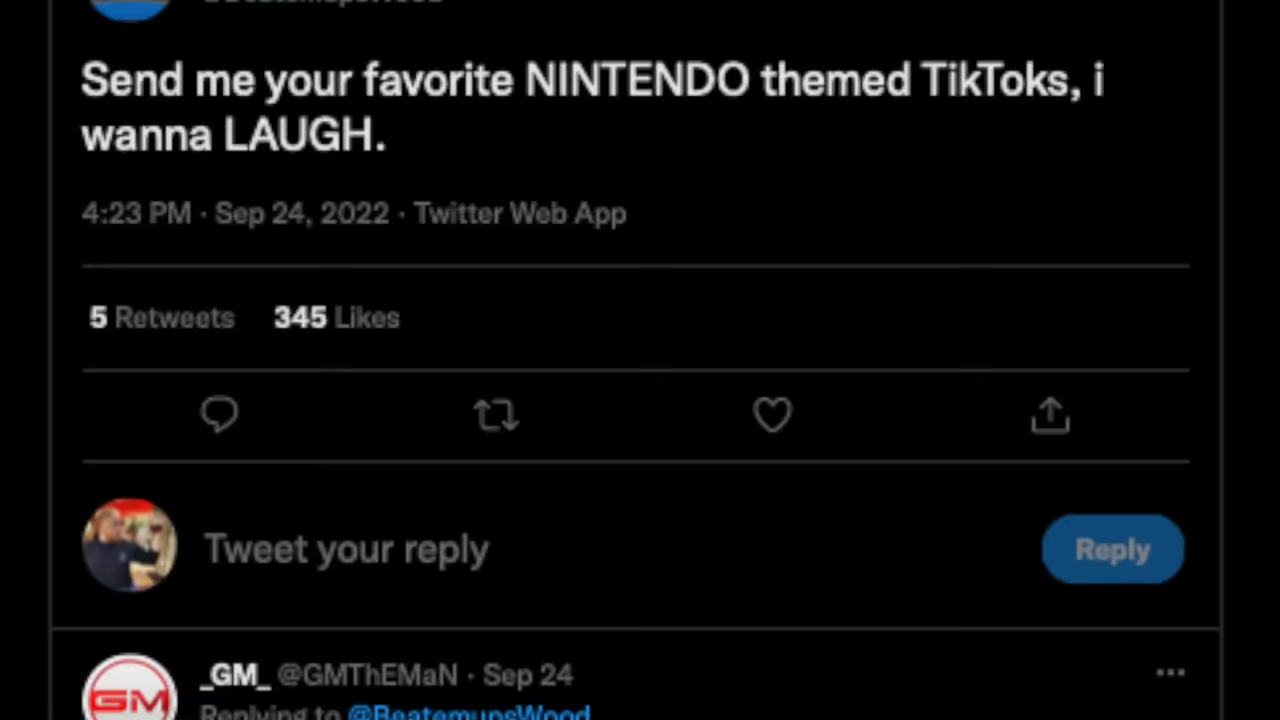 Send me your favorite NINTENDO themed TikToks, i
wanna LAUGH.
4:23 PM · Sep 24, 2022 · Twitter Web App
5 Retweets 345 Likes
Tweet your reply
Reply
GM
_GM_ @GMThEMaN · Sep 24
Replying to @BeatemupsWood